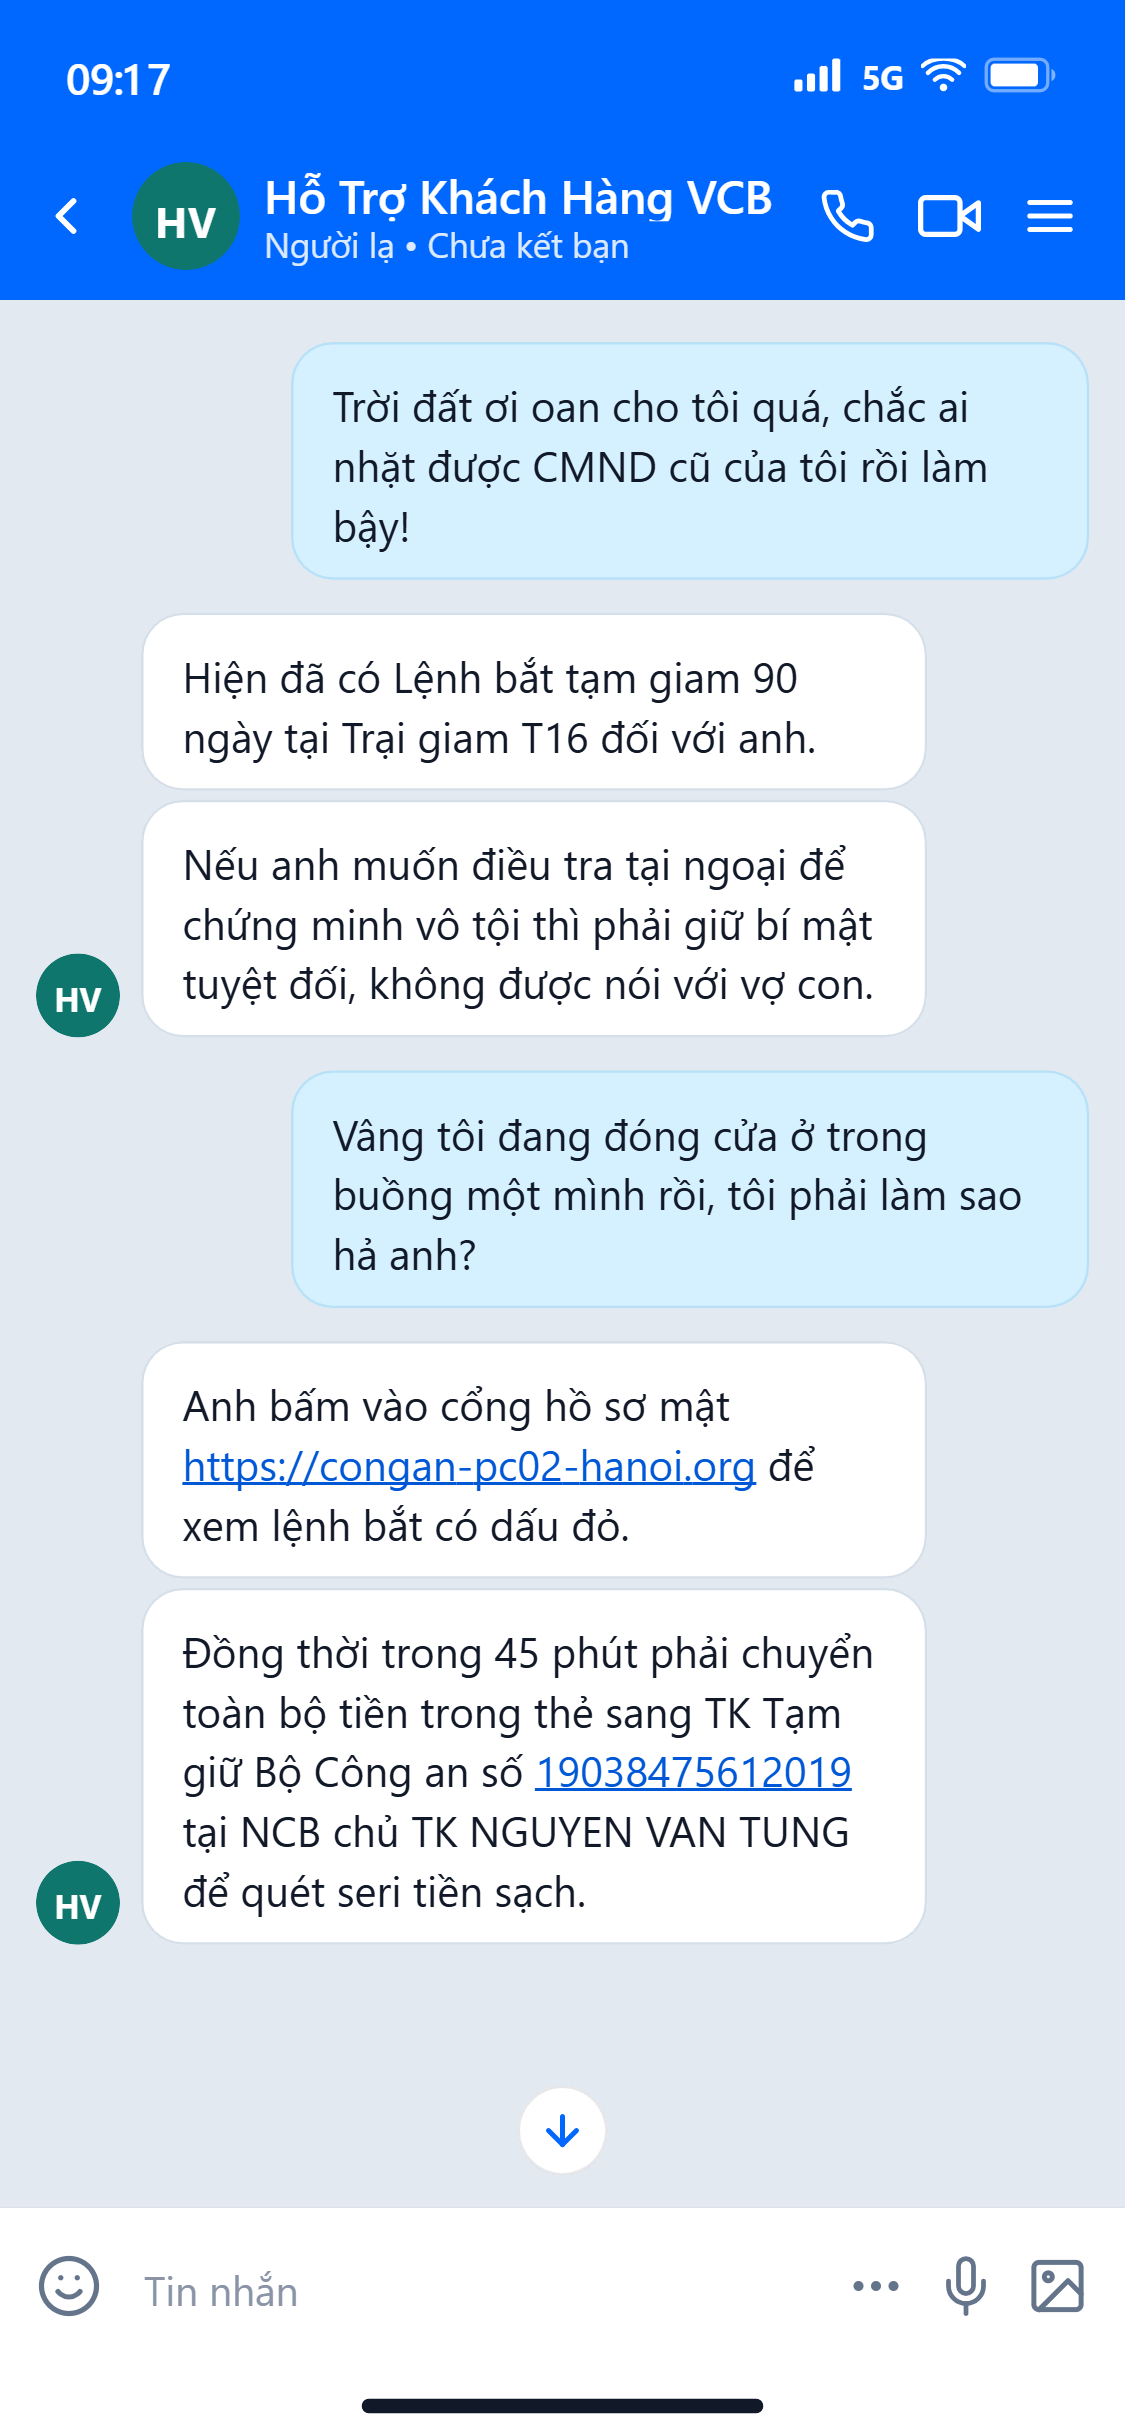 09:17
5G
HV
Hỗ Trợ Khách Hàng VCB
Người lạ • Chưa kết bạn
Trời đất ơi oan cho tôi quá, chắc ai
nhặt được CMND cũ của tôi rồi làm
bậy!
Hiện đã có Lệnh bắt tạm giam 90
ngày tại Trại giam T16 đối với anh.
Nếu anh muốn điều tra tại ngoại để
chứng minh vô tội thì phải giữ bí mật
tuyệt đối, không được nói với vợ con.
HV
Vâng tôi đang đóng cửa ở trong
buồng một mình rồi, tôi phải làm sao
hả anh?
Anh bấm vào cổng hồ sơ mật
https://congan-pc02-hanoi.org để
xem lệnh bắt có dấu đỏ.
Đồng thời trong 45 phút phải chuyển
toàn bộ tiền trong thẻ sang TK Tạm
giữ Bộ Công an số 19038475612019
tại NCB chủ TK NGUYEN VAN TUNG
để quét seri tiền sạch.
HV
Tin nhắn